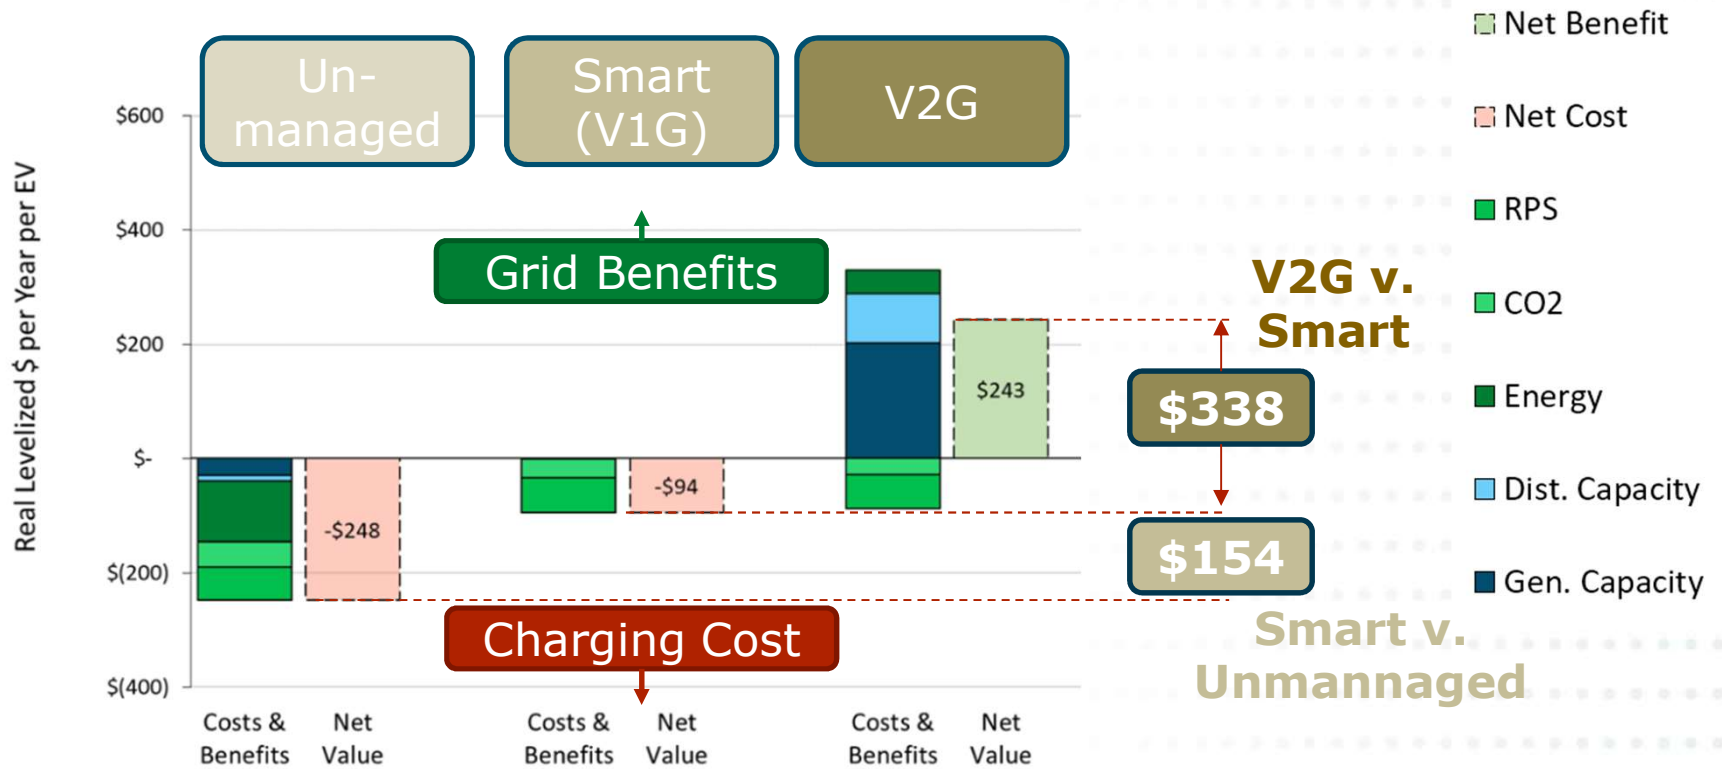 Un-
managed
Smart
(V1G)
V2G
Real Levelized $ per Year per EV
$600
$400
$200
$-
$(200)
$(400)
Grid Benefits
Charging Cost
-$248
-$94
$243
V2G v.
Smart
$338
$154
Smart v.
Unmannaged
Costs &
Benefits
Net
Value
Costs &
Benefits
Net
Value
Costs &
Benefits
Net
Value
Net Benefit
Net Cost
RPS
CO2
Energy
Dist. Capacity
Gen. Capacity